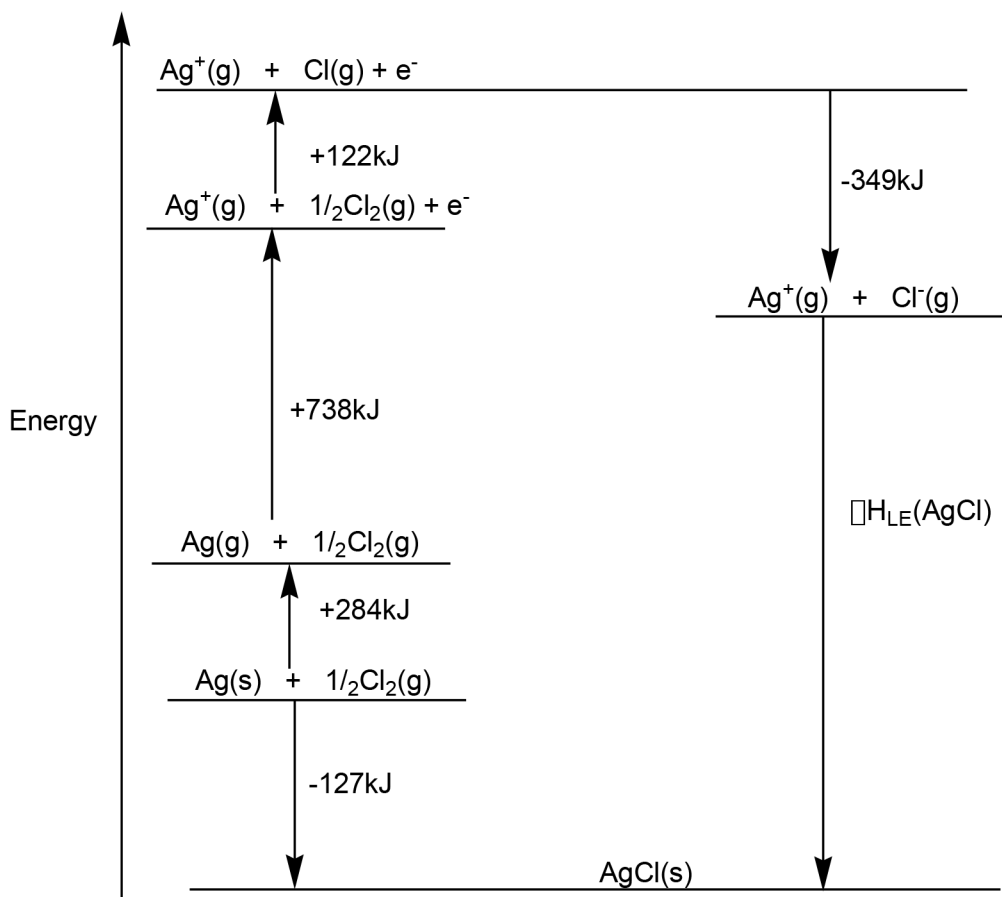 Ag⁺(g) + Cl(g) + e⁻
+122kJ
-349kJ
Ag⁺(g) + 1/₂Cl₂(g) + e⁻
Ag⁺(g) + Cl⁻(g)
+738kJ
Energy
□H_LE(AgCl)
Ag(g) + 1/₂Cl₂(g)
+284kJ
Ag(s) + 1/₂Cl₂(g)
-127kJ
AgCl(s)